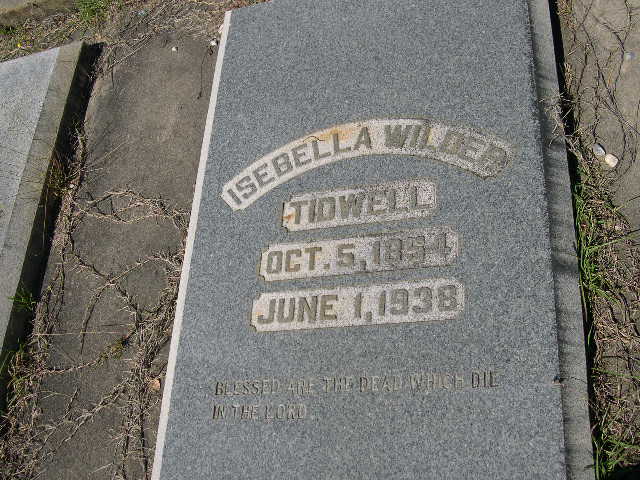 ISEBELLA WILDER
TIDWELL
OCT. 5, 1854
JUNE 1, 1938
BLESSED ARE THE DEAD WHICH DIE
IN THE LORD